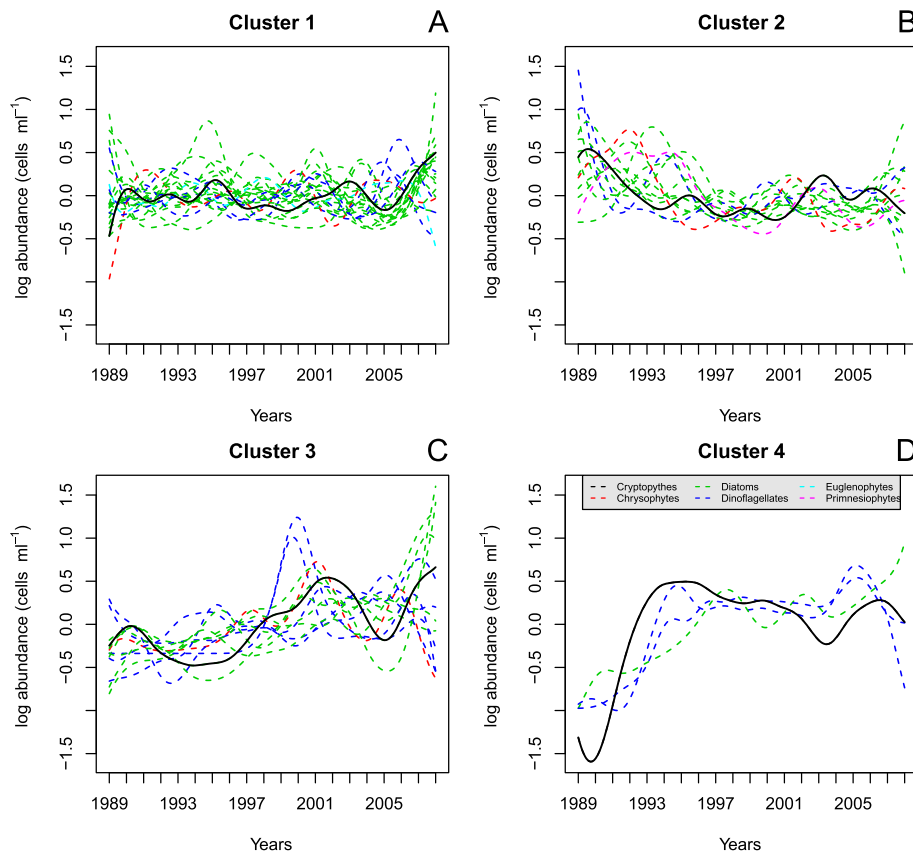 Cluster 1
A
log abundance (cells ml−1)
1.5
1.0
0.5
0.0
−0.5
−1.5
1989 1993 1997 2001 2005
Years
Cluster 2
B
log abundance (cells ml−1)
1.5
1.0
0.5
0.0
−0.5
−1.5
1989 1993 1997 2001 2005
Years
Cluster 3
C
log abundance (cells ml−1)
1.5
1.0
0.5
0.0
−0.5
−1.5
1989 1993 1997 2001 2005
Years
Cluster 4
D
Cryptopythes Diatoms Euglenophytes
Chrysophytes Dinoflagellates Primnesiophytes
log abundance (cells ml−1)
1.5
1.0
0.5
0.0
−0.5
−1.5
1989 1993 1997 2001 2005
Years